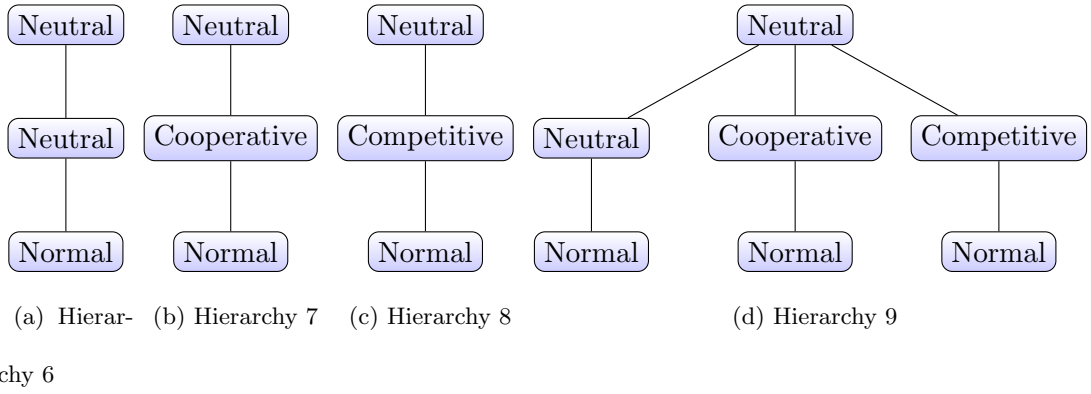 Neutral Neutral Neutral Neutral
Neutral Cooperative Competitive Neutral Cooperative Competitive
Normal Normal Normal Normal Normal Normal
(a) Hierar- (b) Hierarchy 7 (c) Hierarchy 8 (d) Hierarchy 9
chy 6